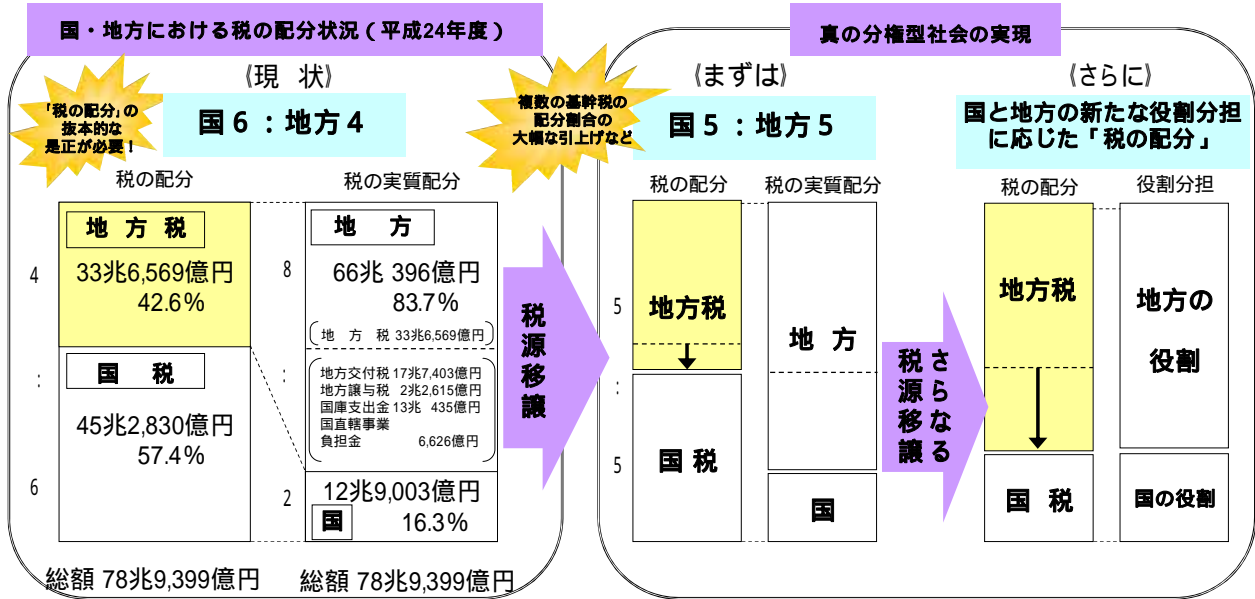 国・地方における税の配分状況（平成24年度）
《現 状》
「税の配分」の
抜本的な
是正が必要！
国６：地方４
税の配分
税の実質配分
4
:
6
地 方 税
33兆6,569億円
42.6%
国 税
45兆2,830億円
57.4%
総額 78兆9,399億円
8
:
2
地 方
66兆 396億円
83.7%
地 方 税 33兆6,569億円
地方交付税 17兆7,403億円
地方譲与税 2兆2,615億円
国庫支出金 13兆 435億円
国直轄事業
負担金 6,626億円
12兆9,003億円
国
16.3%
総額 78兆9,399億円
税源移譲
真の分権型社会の実現
複数の基幹税の
配分割合の
大幅な引上げなど
《まずは》
国５：地方５
税の配分
税の実質配分
5
:
5
地方税
国 税
地 方
国
さらなる
税源移譲
《さらに》
国と地方の新たな役割分担
に応じた「税の配分」
税の配分
役割分担
地方税
国 税
地方の
役割
国の役割